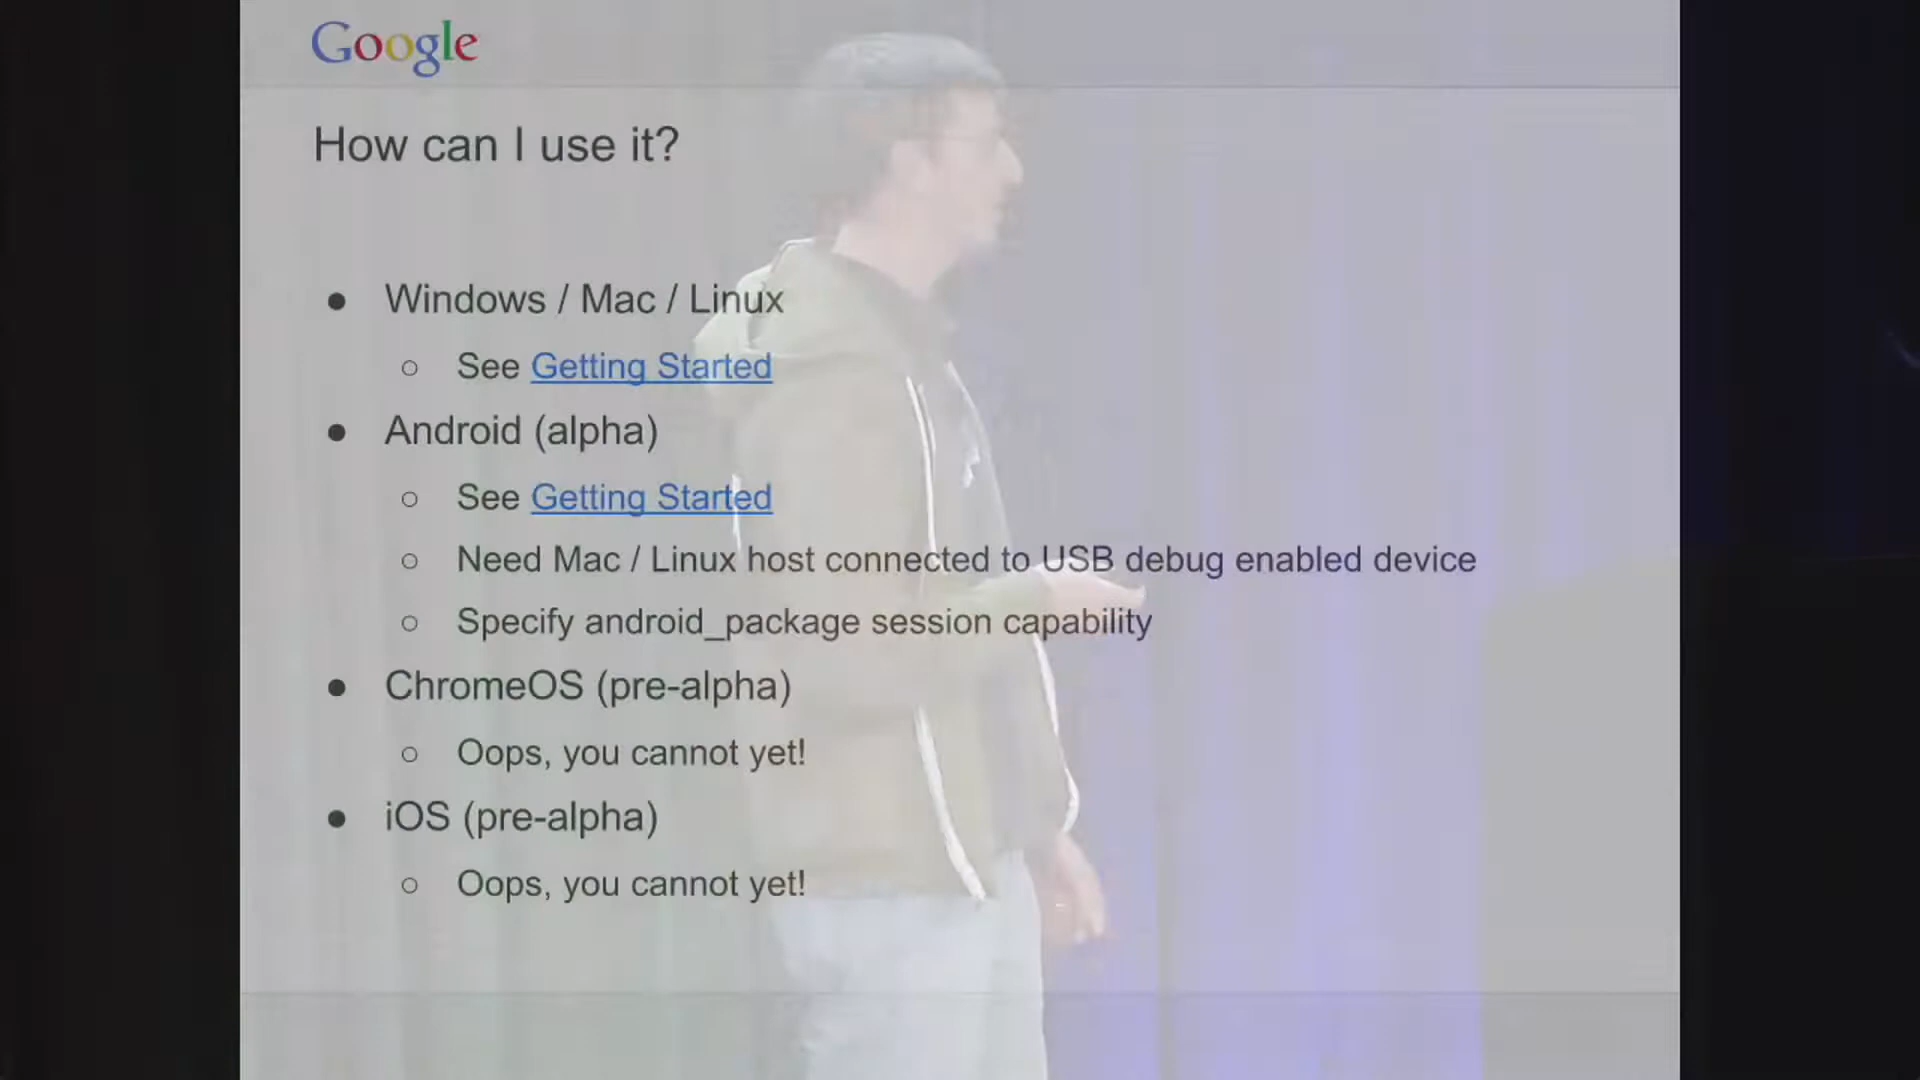 Google
How can I use it?
● Windows / Mac / Linux
○ See Getting Started
● Android (alpha)
○ See Getting Started
○ Need Mac / Linux host connected to USB debug enabled device
○ Specify android_package session capability
● ChromeOS (pre-alpha)
○ Oops, you cannot yet!
● iOS (pre-alpha)
○ Oops, you cannot yet!